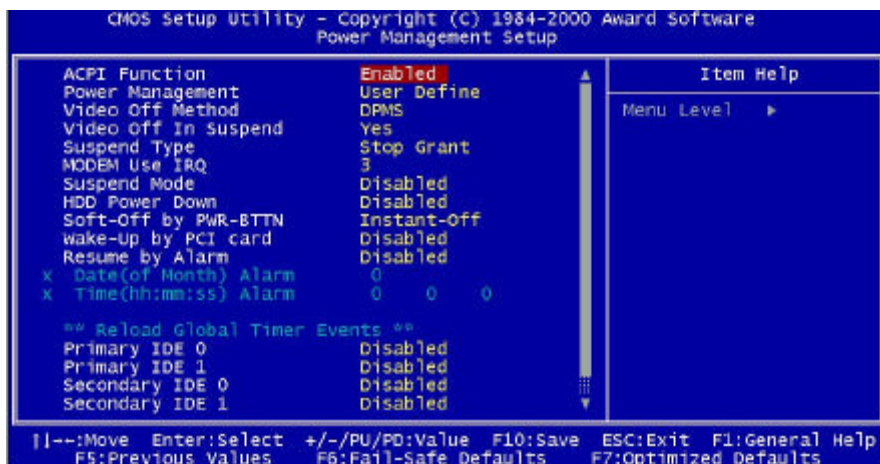 CMOS Setup Utility - Copyright (C) 1984-2000 Award Software
Power Management Setup
ACPI Function Enabled
Power Management User Define
Video Off Method DPMS
Video Off In Suspend Yes
Suspend Type Stop Grant
MODEM Use IRQ 3
Suspend Mode Disabled
HDD Power Down Disabled
Soft-Off by PWR-BTTN Instant-Off
Wake-Up by PCI card Disabled
Resume by Alarm Disabled
x Date(of Month) Alarm 0
x Time(hh:mm:ss) Alarm 0 0 0
** Reload Global Timer Events **
Primary IDE 0 Disabled
Primary IDE 1 Disabled
Secondary IDE 0 Disabled
Secondary IDE 1 Disabled
Item Help
Menu Level ▶
↑↓→←:Move Enter:Select +/-/PU/PD:Value F10:Save ESC:Exit F1:General Help
F5:Previous Values F6:Fail-Safe Defaults F7:Optimized Defaults